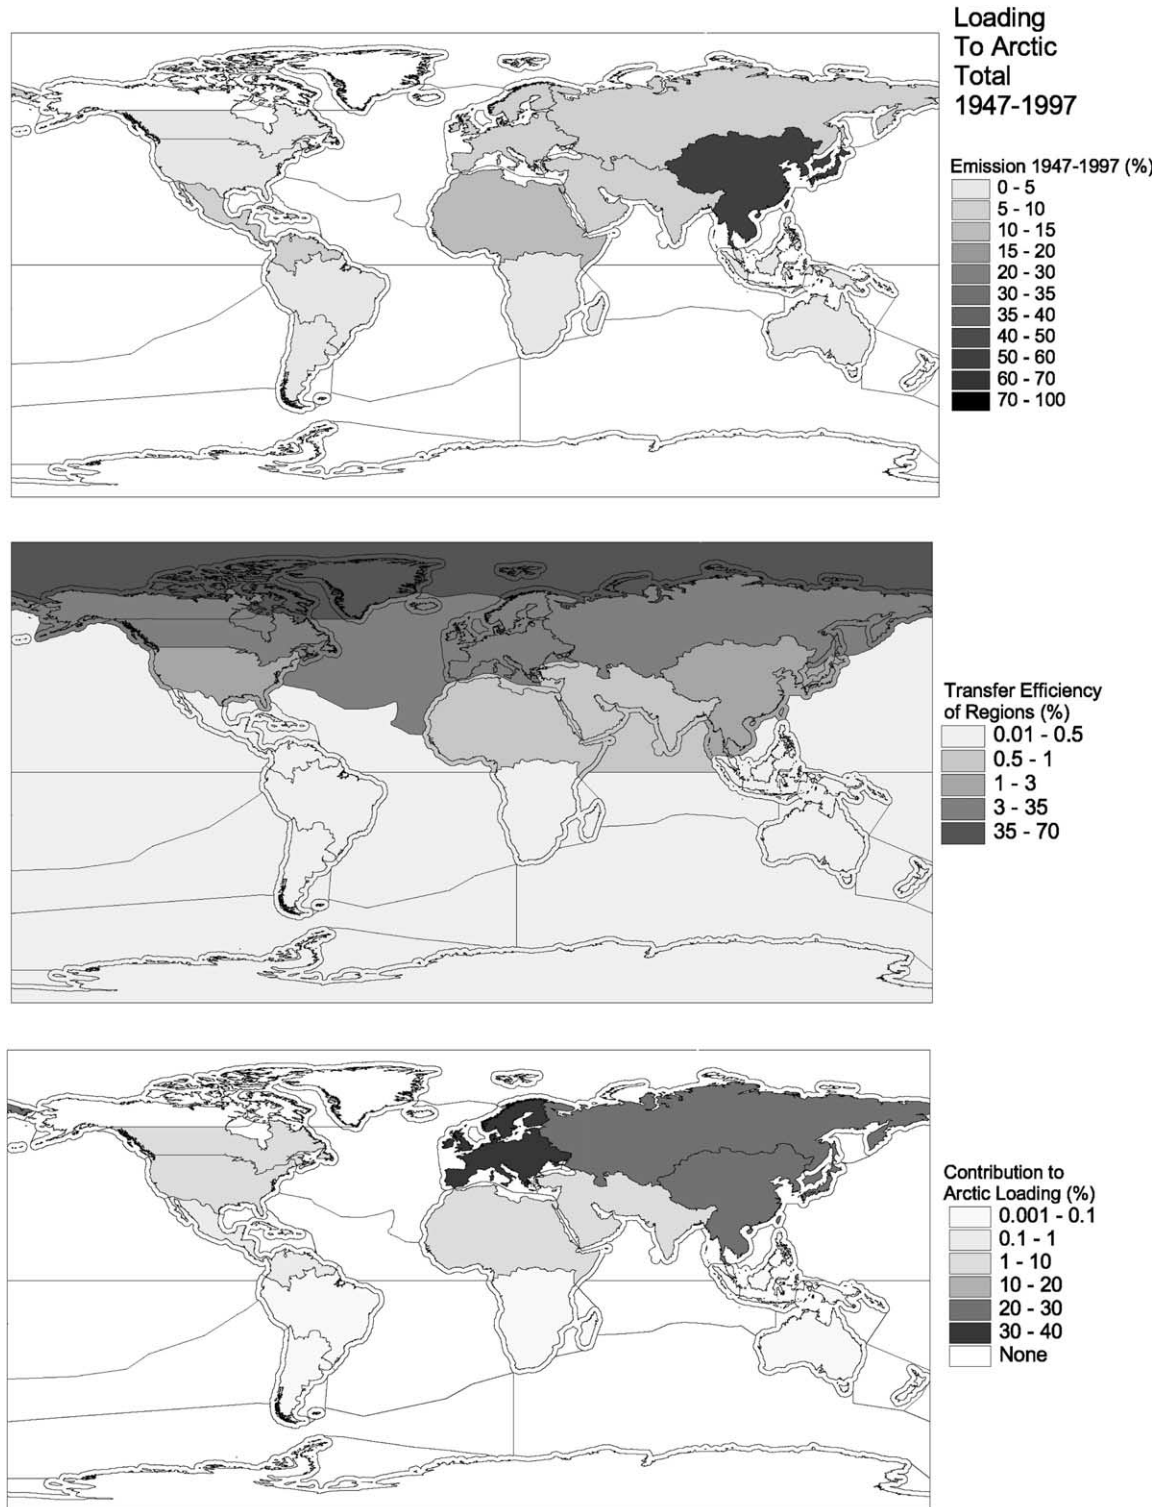 Loading
To Arctic
Total
1947-1997
Emission 1947-1997 (%)
0 - 5
5 - 10
10 - 15
15 - 20
20 - 30
30 - 35
35 - 40
40 - 50
50 - 60
60 - 70
70 - 100
Transfer Efficiency
of Regions (%)
0.01 - 0.5
0.5 - 1
1 - 3
3 - 35
35 - 70
Contribution to
Arctic Loading (%)
0.001 - 0.1
0.1 - 1
1 - 10
10 - 20
20 - 30
30 - 40
None